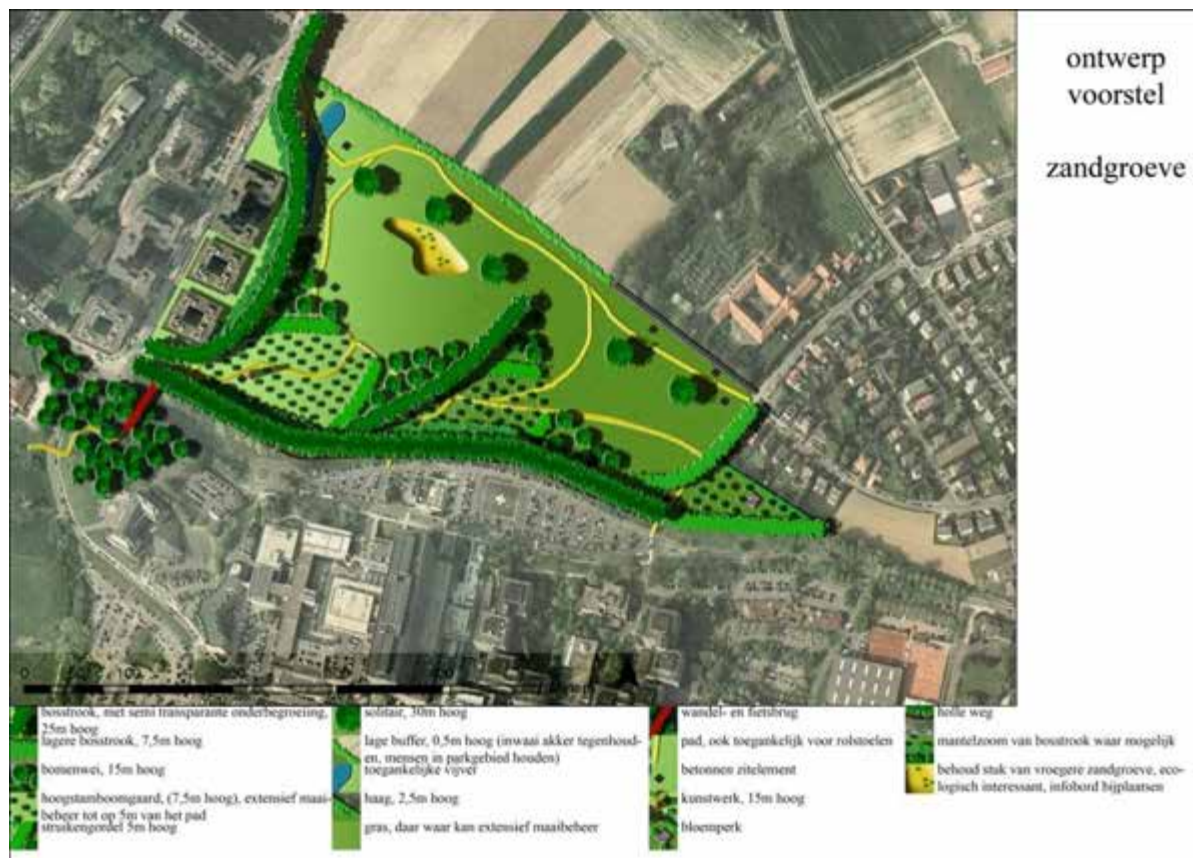 ontwerp
voorstel
zandgroeve
0
bosstrook, met semi transparante onderbegroeiing,
25m hoog
lagere bosstrook, 7,5m hoog
bomenwei, 15m hoog
hoogstamboomgaard, (7,5m hoog), extensief maai-
beheer tot op 5m van het pad
struikengordel 5m hoog
solitair, 30m hoog
lage buffer, 0,5m hoog (inwaai akker tegenhoud-
en, mensen in parkgebied houden)
toegankelijke vijver
haag, 2,5m hoog
gras, daar waar kan extensief maaibeheer
wandel- en fietsbrug
pad, ook toegankelijk voor rolstoelen
betonnen zitelement
kunstwerk, 15m hoog
bloemperk
holle weg
mantelzoom van bosstrook waar mogelijk
behoud stuk van vroegere zandgroeve, eco-
logisch interessant, infobord bijplaatsen